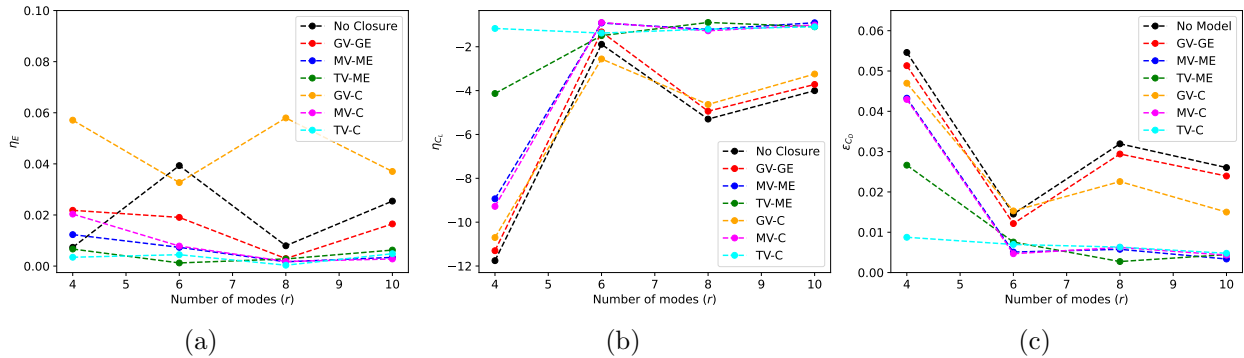 0.10
0.08
0.06
0.04
0.02
0.00
η_E
4 5 6 7 8 9 10
Number of modes (r)
No Closure
GV-GE
MV-ME
TV-ME
GV-C
MV-C
TV-C
(a)
−2
−4
−6
−8
−10
−12
η_{C_L}
4 5 6 7 8 9 10
Number of modes (r)
No Closure
GV-GE
MV-ME
TV-ME
GV-C
MV-C
TV-C
(b)
0.06
0.05
0.04
0.03
0.02
0.01
0.00
ε_{C_D}
4 5 6 7 8 9 10
Number of modes (r)
No Model
GV-GE
MV-ME
TV-ME
GV-C
MV-C
TV-C
(c)